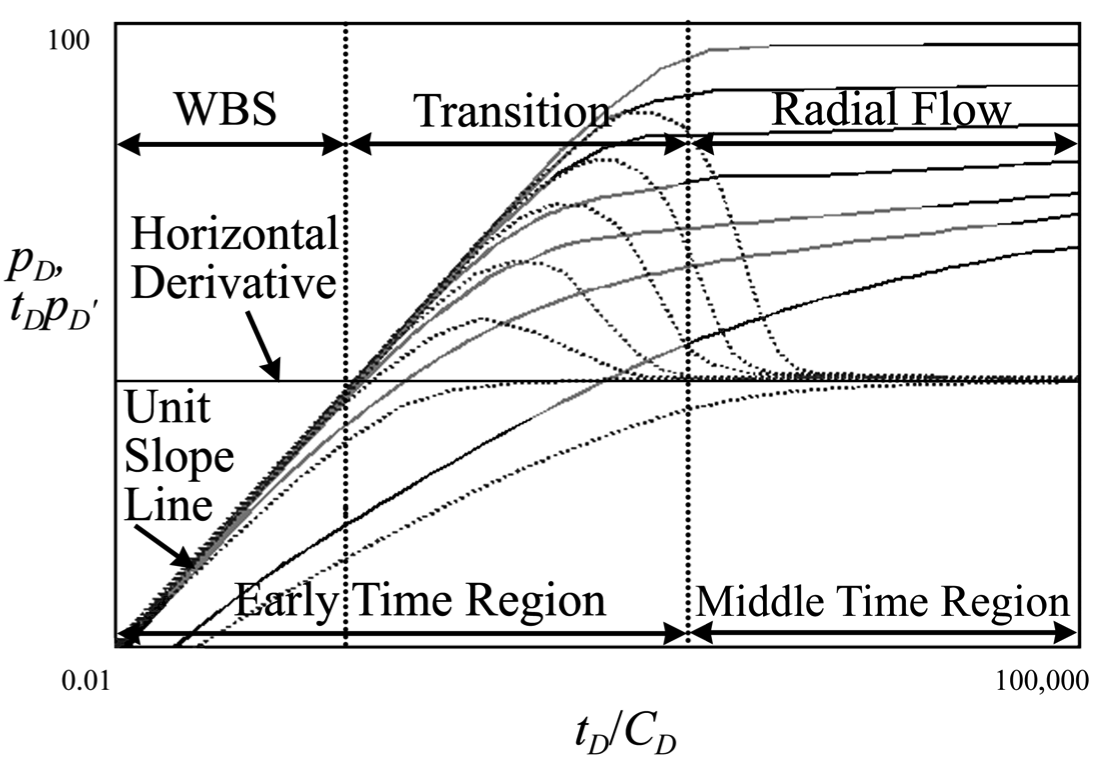 100
WBS
Transition
Radial Flow
Horizontal
Derivative
p_D,
t_Dp_D'
Unit
Slope
Line
Early Time Region
Middle Time Region
0.01
100,000
t_D/C_D